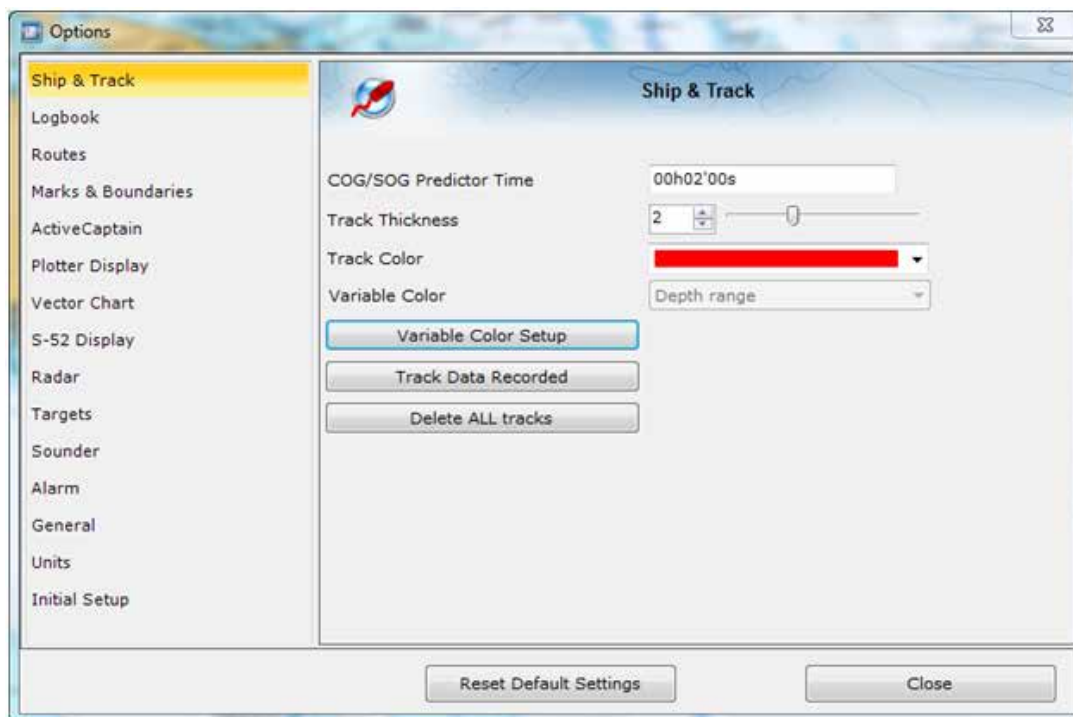 Options
Ship & Track
Logbook
Routes
Marks & Boundaries
ActiveCaptain
Plotter Display
Vector Chart
S-52 Display
Radar
Targets
Sounder
Alarm
General
Units
Initial Setup
Ship & Track
COG/SOG Predictor Time 00h02'00s
Track Thickness 2
Track Color
Variable Color Depth range
Variable Color Setup
Track Data Recorded
Delete ALL tracks
Reset Default Settings Close